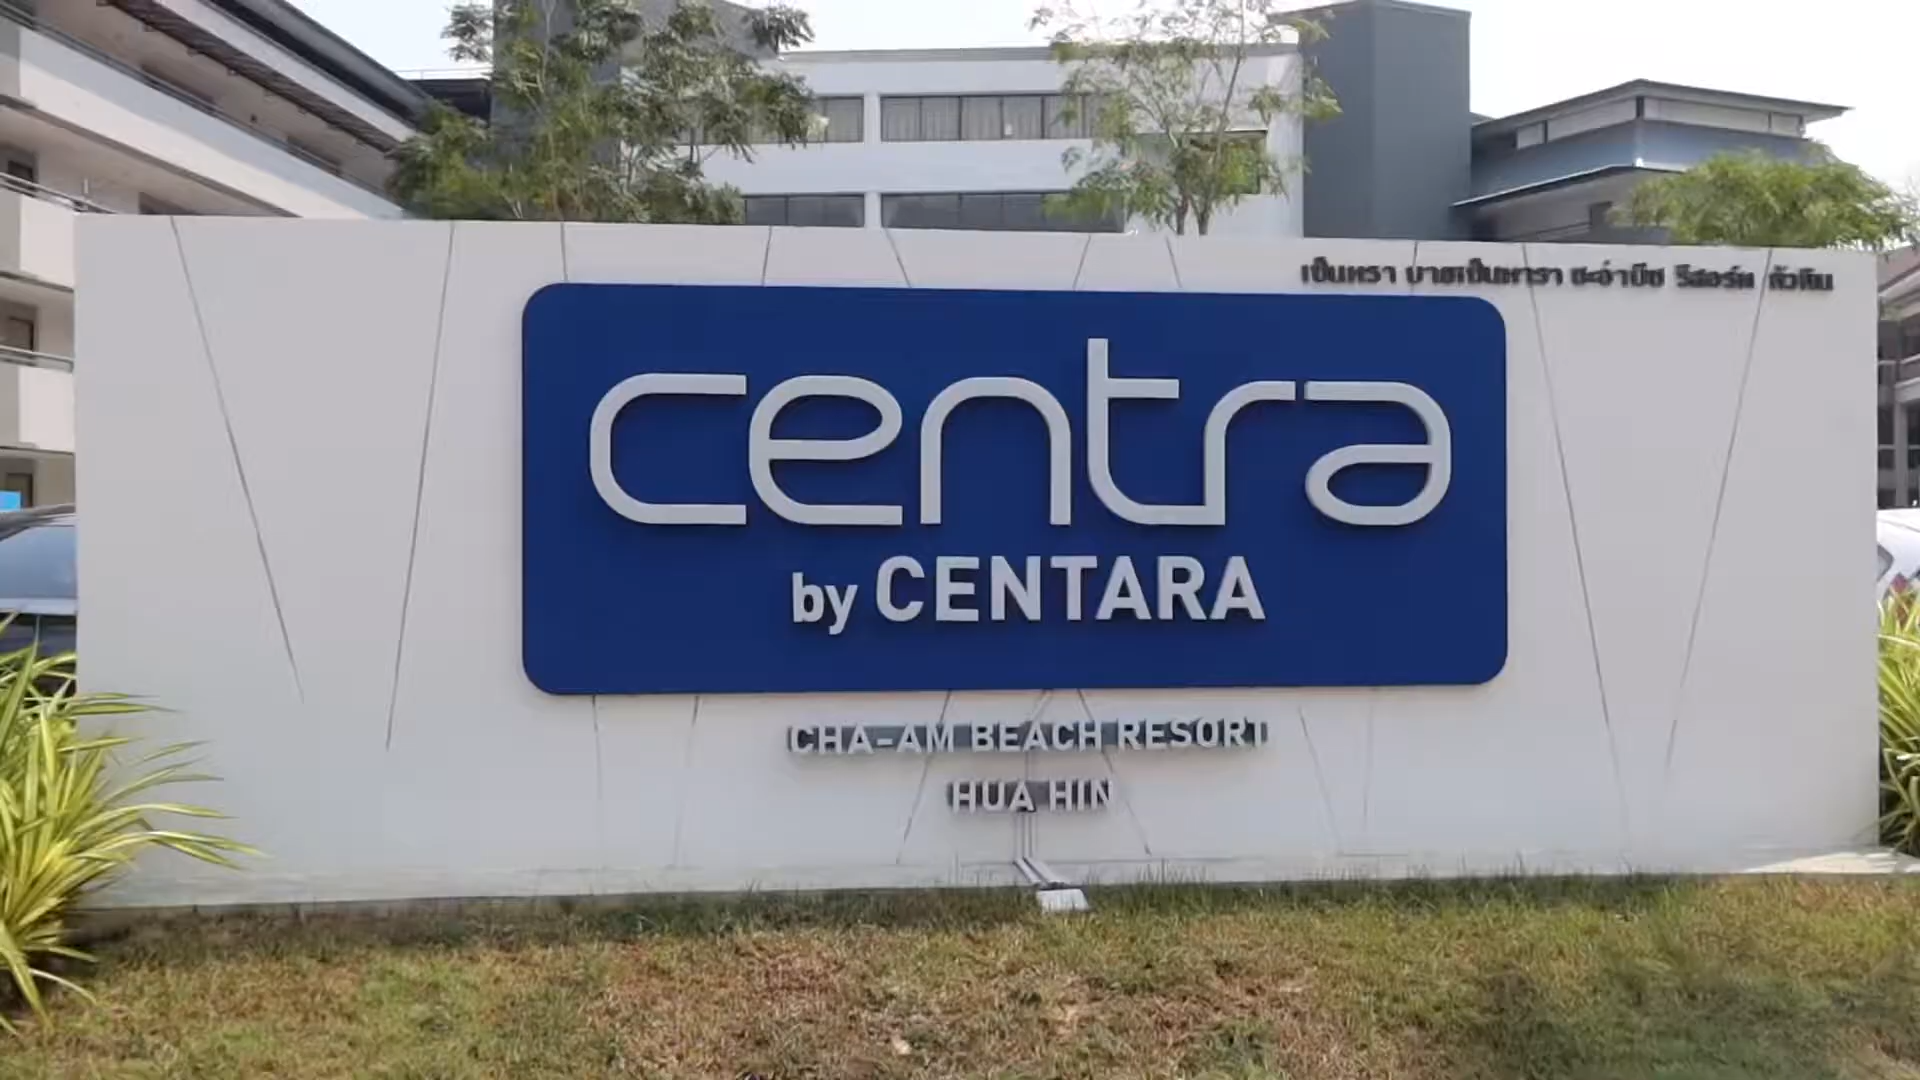 เซ็นทรา บายเซ็นทารา ชะอำบีช รีสอร์ท หัวหิน
centra
by CENTARA
CHA-AM BEACH RESORT
HUA HIN